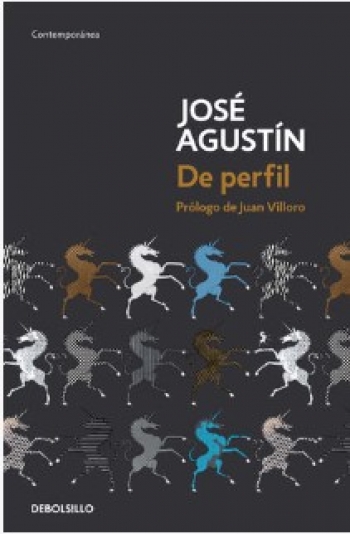 Contemporánea
JOSÉ
AGUSTÍN
De perfil
Prólogo de Juan Villoro
DEBOLSILLO